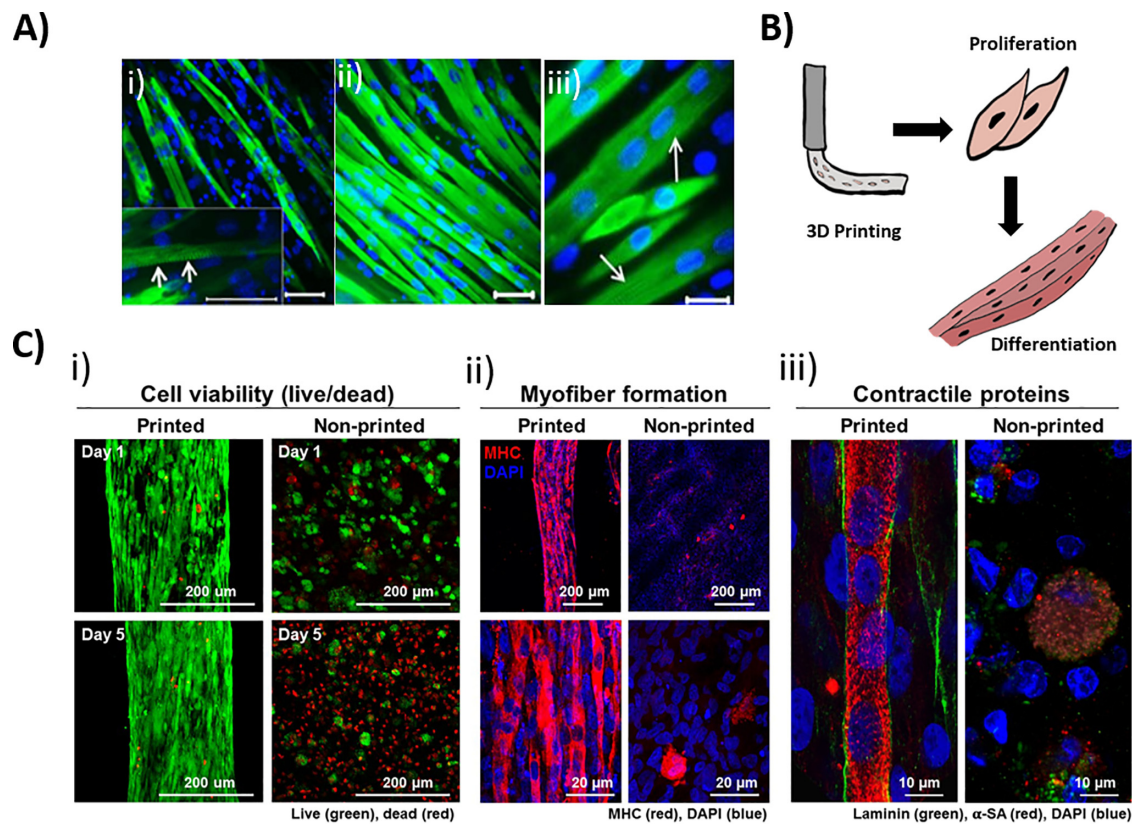 A)
i)
ii)
iii)
B)
Proliferation
3D Printing
Differentiation
C)
i)
Cell viability (live/dead)
Printed
Non-printed
Day 1
200 µm
Day 1
200 µm
Day 5
200 um
Day 5
200 µm
Live (green), dead (red)
ii)
Myofiber formation
Printed
Non-printed
MHC
DAPI
200 µm
200 µm
20 µm
20 µm
MHC (red), DAPI (blue)
iii)
Contractile proteins
Printed
Non-printed
10 µm
10 µm
Laminin (green), α-SA (red), DAPI (blue)